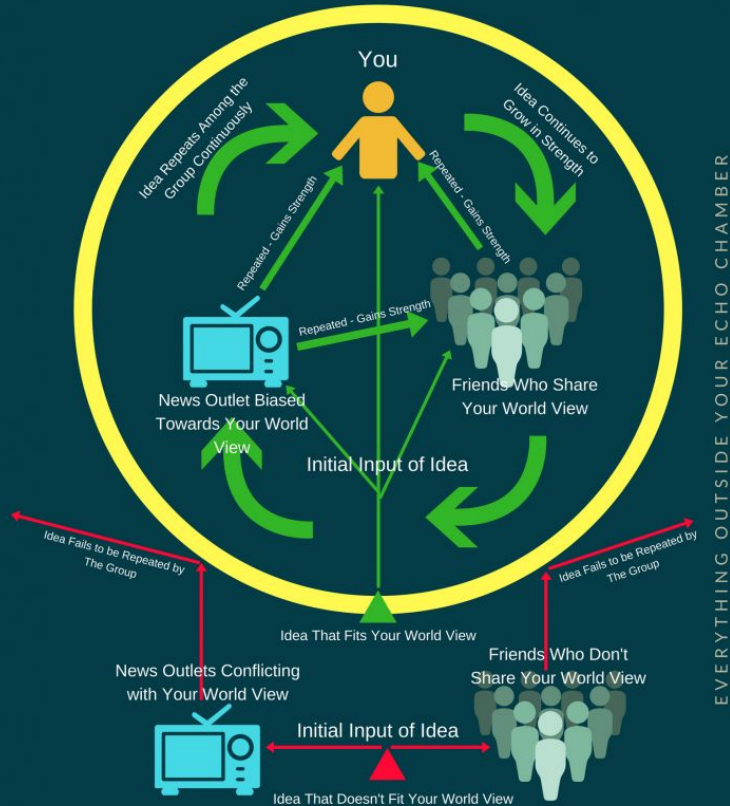 You
Idea Repeats Among the
Group Continuously
Idea Continues to
Grow in Strength
Repeated - Gains Strength
Repeated - Gains Strength
Repeated - Gains Strength
News Outlet Biased
Towards Your World
View
Friends Who Share
Your World View
Initial Input of Idea
EVERYTHING OUTSIDE YOUR ECHO CHAMBER
Idea Fails to be Repeated by
The Group
Idea Fails to be Repeated by
The Group
Idea That Fits Your World View
News Outlets Conflicting
with Your World View
Friends Who Don't
Share Your World View
Initial Input of Idea
Idea That Doesn't Fit Your World View